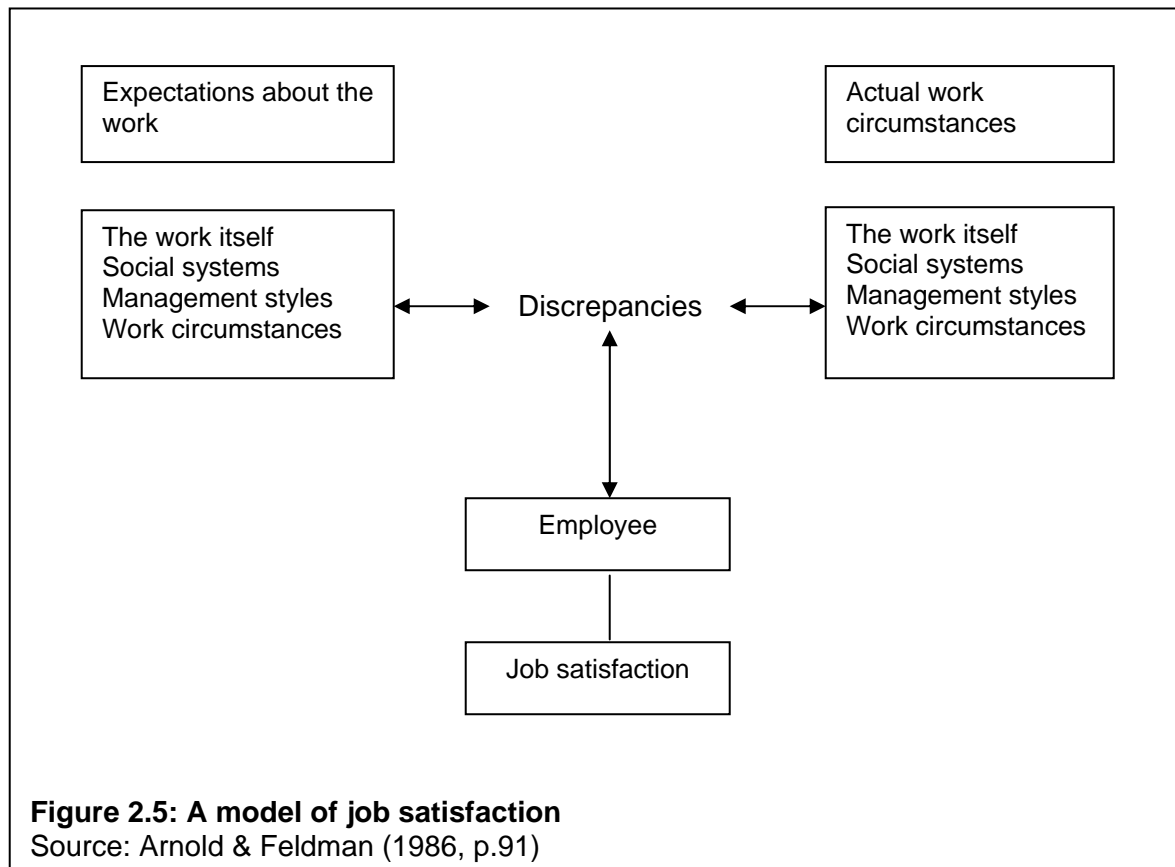 Expectations about the
work
Actual work
circumstances
The work itself
Social systems
Management styles
Work circumstances
Discrepancies
The work itself
Social systems
Management styles
Work circumstances
Employee
Job satisfaction
Figure 2.5: A model of job satisfaction
Source: Arnold & Feldman (1986, p.91)